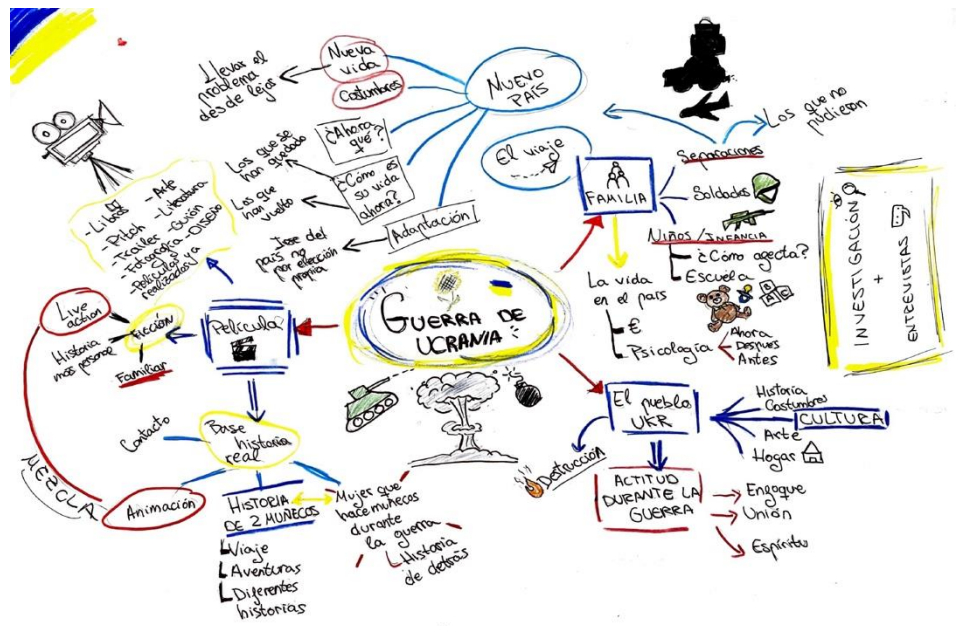 Nueva
vida
Costumbres
Llevar el
problema
desde lejos
NUEVO
PAÍS
¿Ahora
qué?
¿Cómo es
su vida
ahora?
Los que se
han quedado
Los que
han vuelto
Adaptación
Irse del
país no
por elección
propia
El viaje
FAMILIA
Separaciones
Los que no
pudieron
Soldados
NIÑOS/INFANCIA
¿Cómo afecta?
Escuela
La vida
en el país
€
Psicología
Ahora
Despues
Antes
INVESTIGACIÓN
+
ENTREVISTAS
- Libros - Arte
- Pitch - Literatura
- Trailer - Guión
- Fotografía - Diseño
- Películas ya
realizadas
GUERRA DE
UCRANIA
Película
FICCIÓN
Live
action
Historia
más personal
Familiar
Base
historia
real
Contacto
Animación
MEZCLA
HISTORIA
DE 2 MUÑECOS
Viaje
Aventuras
Diferentes
historias
Mujer que
hace muñecos
durante
la guerra
Historia
de detrás
El pueblo
UKR
Destrucción
CULTURA
Historia
Costumbres
Arte
Hogar
ACTITUD
DURANTE LA
GUERRA
Enfoque
Unión
Espíritu